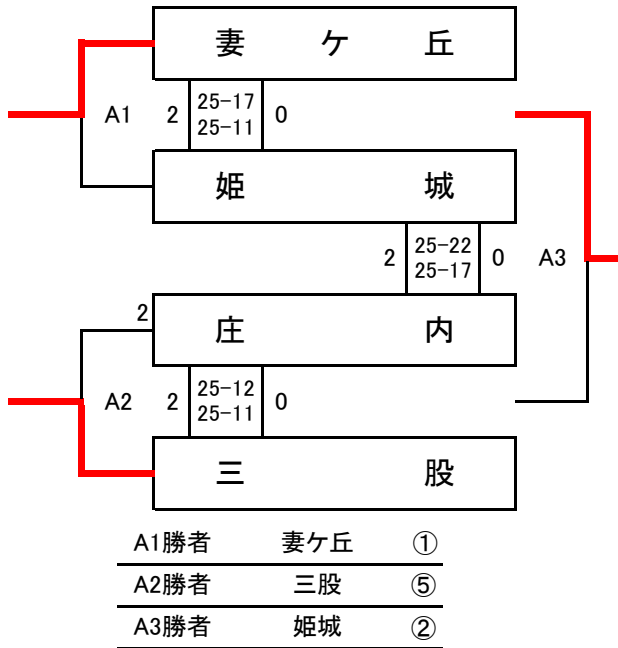 妻ケ丘
A1 2 25-17 0
25-11
姫城
2 25-22 0 A3
25-17
2
庄内
A2 2 25-12 0
25-11
三股
A1勝者 妻ケ丘 ①
A2勝者 三股 ⑤
A3勝者 姫城 ②